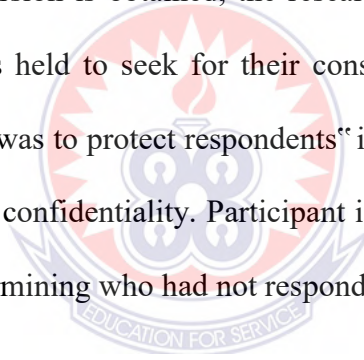 held to seek for their cons
was to protect respondents‟ i
confidentiality. Participant i
mining who had not respond
EDUCATION FOR SERVICE